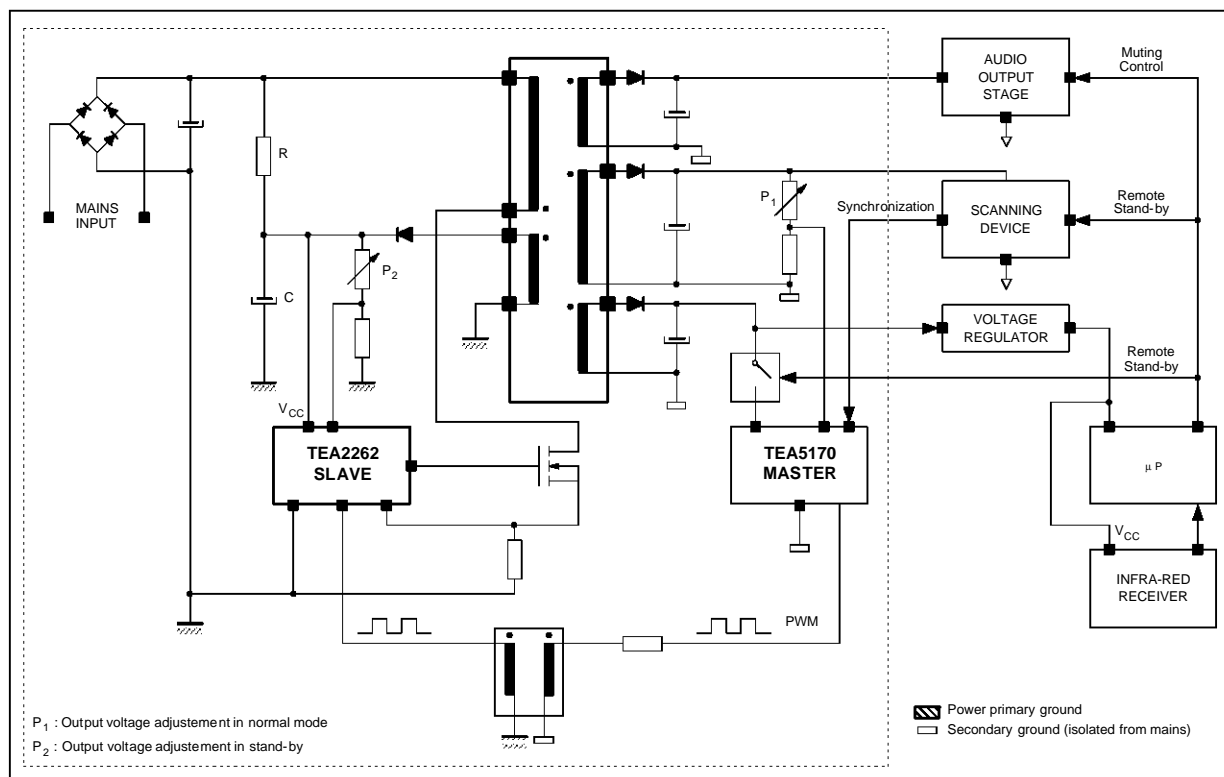 AUDIO
OUTPUT
STAGE
Muting
Control
R
MAINS
INPUT
P1
Synchronization
SCANNING
DEVICE
Remote
Stand-by
P2
C
VOLTAGE
REGULATOR
Remote
Stand-by
VCC
TEA2262
SLAVE
TEA5170
MASTER
µ P
VCC
INFRA-RED
RECEIVER
PWM
P1 : Output voltage adjustement in normal mode
P2 : Output voltage adjustement in stand-by
Power primary ground
Secondary ground (isolated from mains)